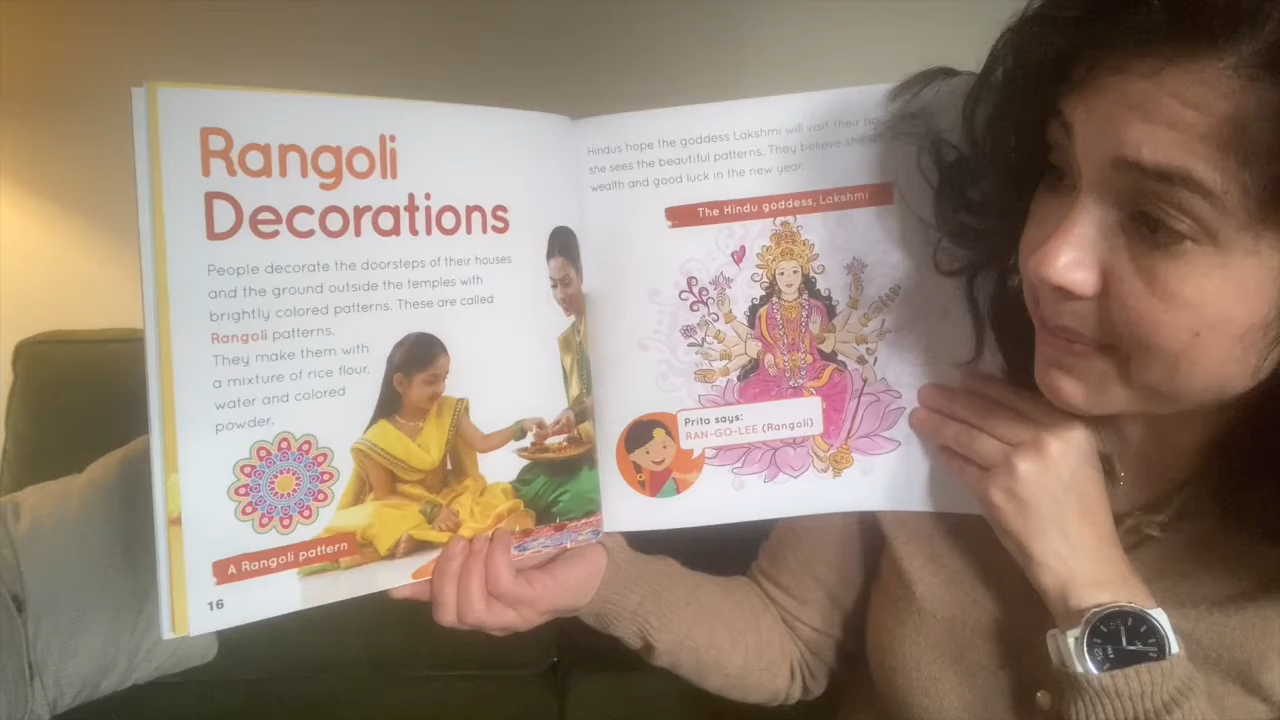 Rangoli
Decorations
People decorate the doorsteps of their houses
and the ground outside the temples with
brightly colored patterns. These are called
Rangoli patterns.
They make them with
a mixture of rice flour,
water and colored
powder.
A Rangoli pattern
16
Hindus hope the goddess Lakshmi will visit their
she sees the beautiful patterns. They believe she
wealth and good luck in the new year.
The Hindu goddess, Lakshmi
Prita says:
RAN-GO-LEE (Rangoli)
12